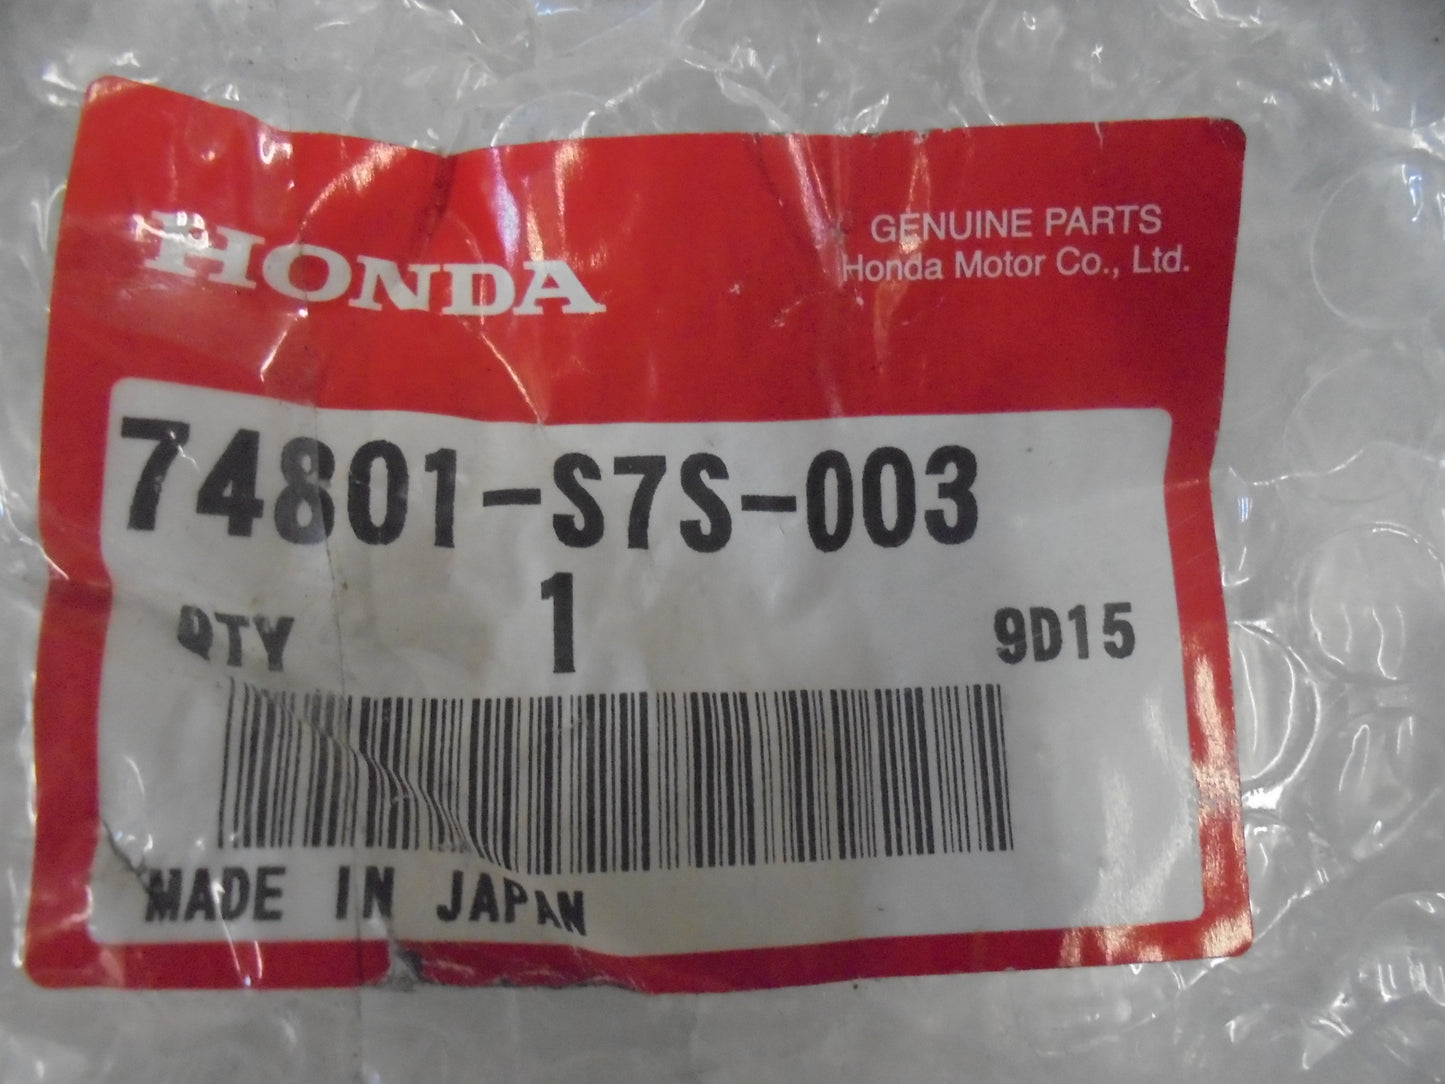 HONDA
GENUINE PARTS
Honda Motor Co., Ltd.
74801-S7S-003
QTY 1 9D15
MADE IN JAPAN